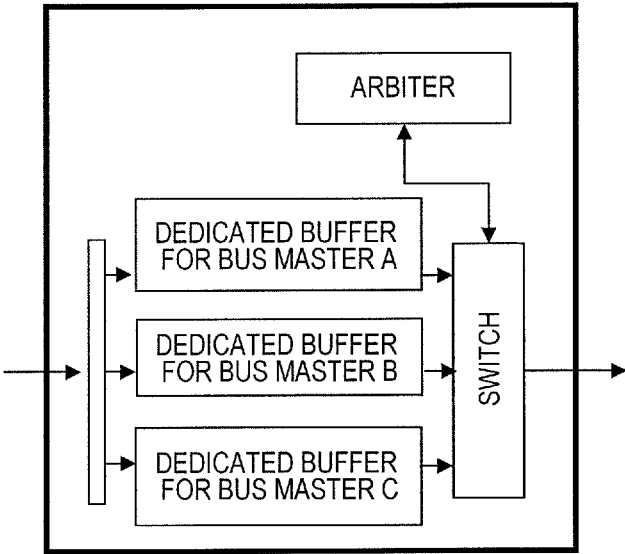 ARBITER
DEDICATED BUFFER
FOR BUS MASTER A
DEDICATED BUFFER
FOR BUS MASTER B
DEDICATED BUFFER
FOR BUS MASTER C
SWITCH